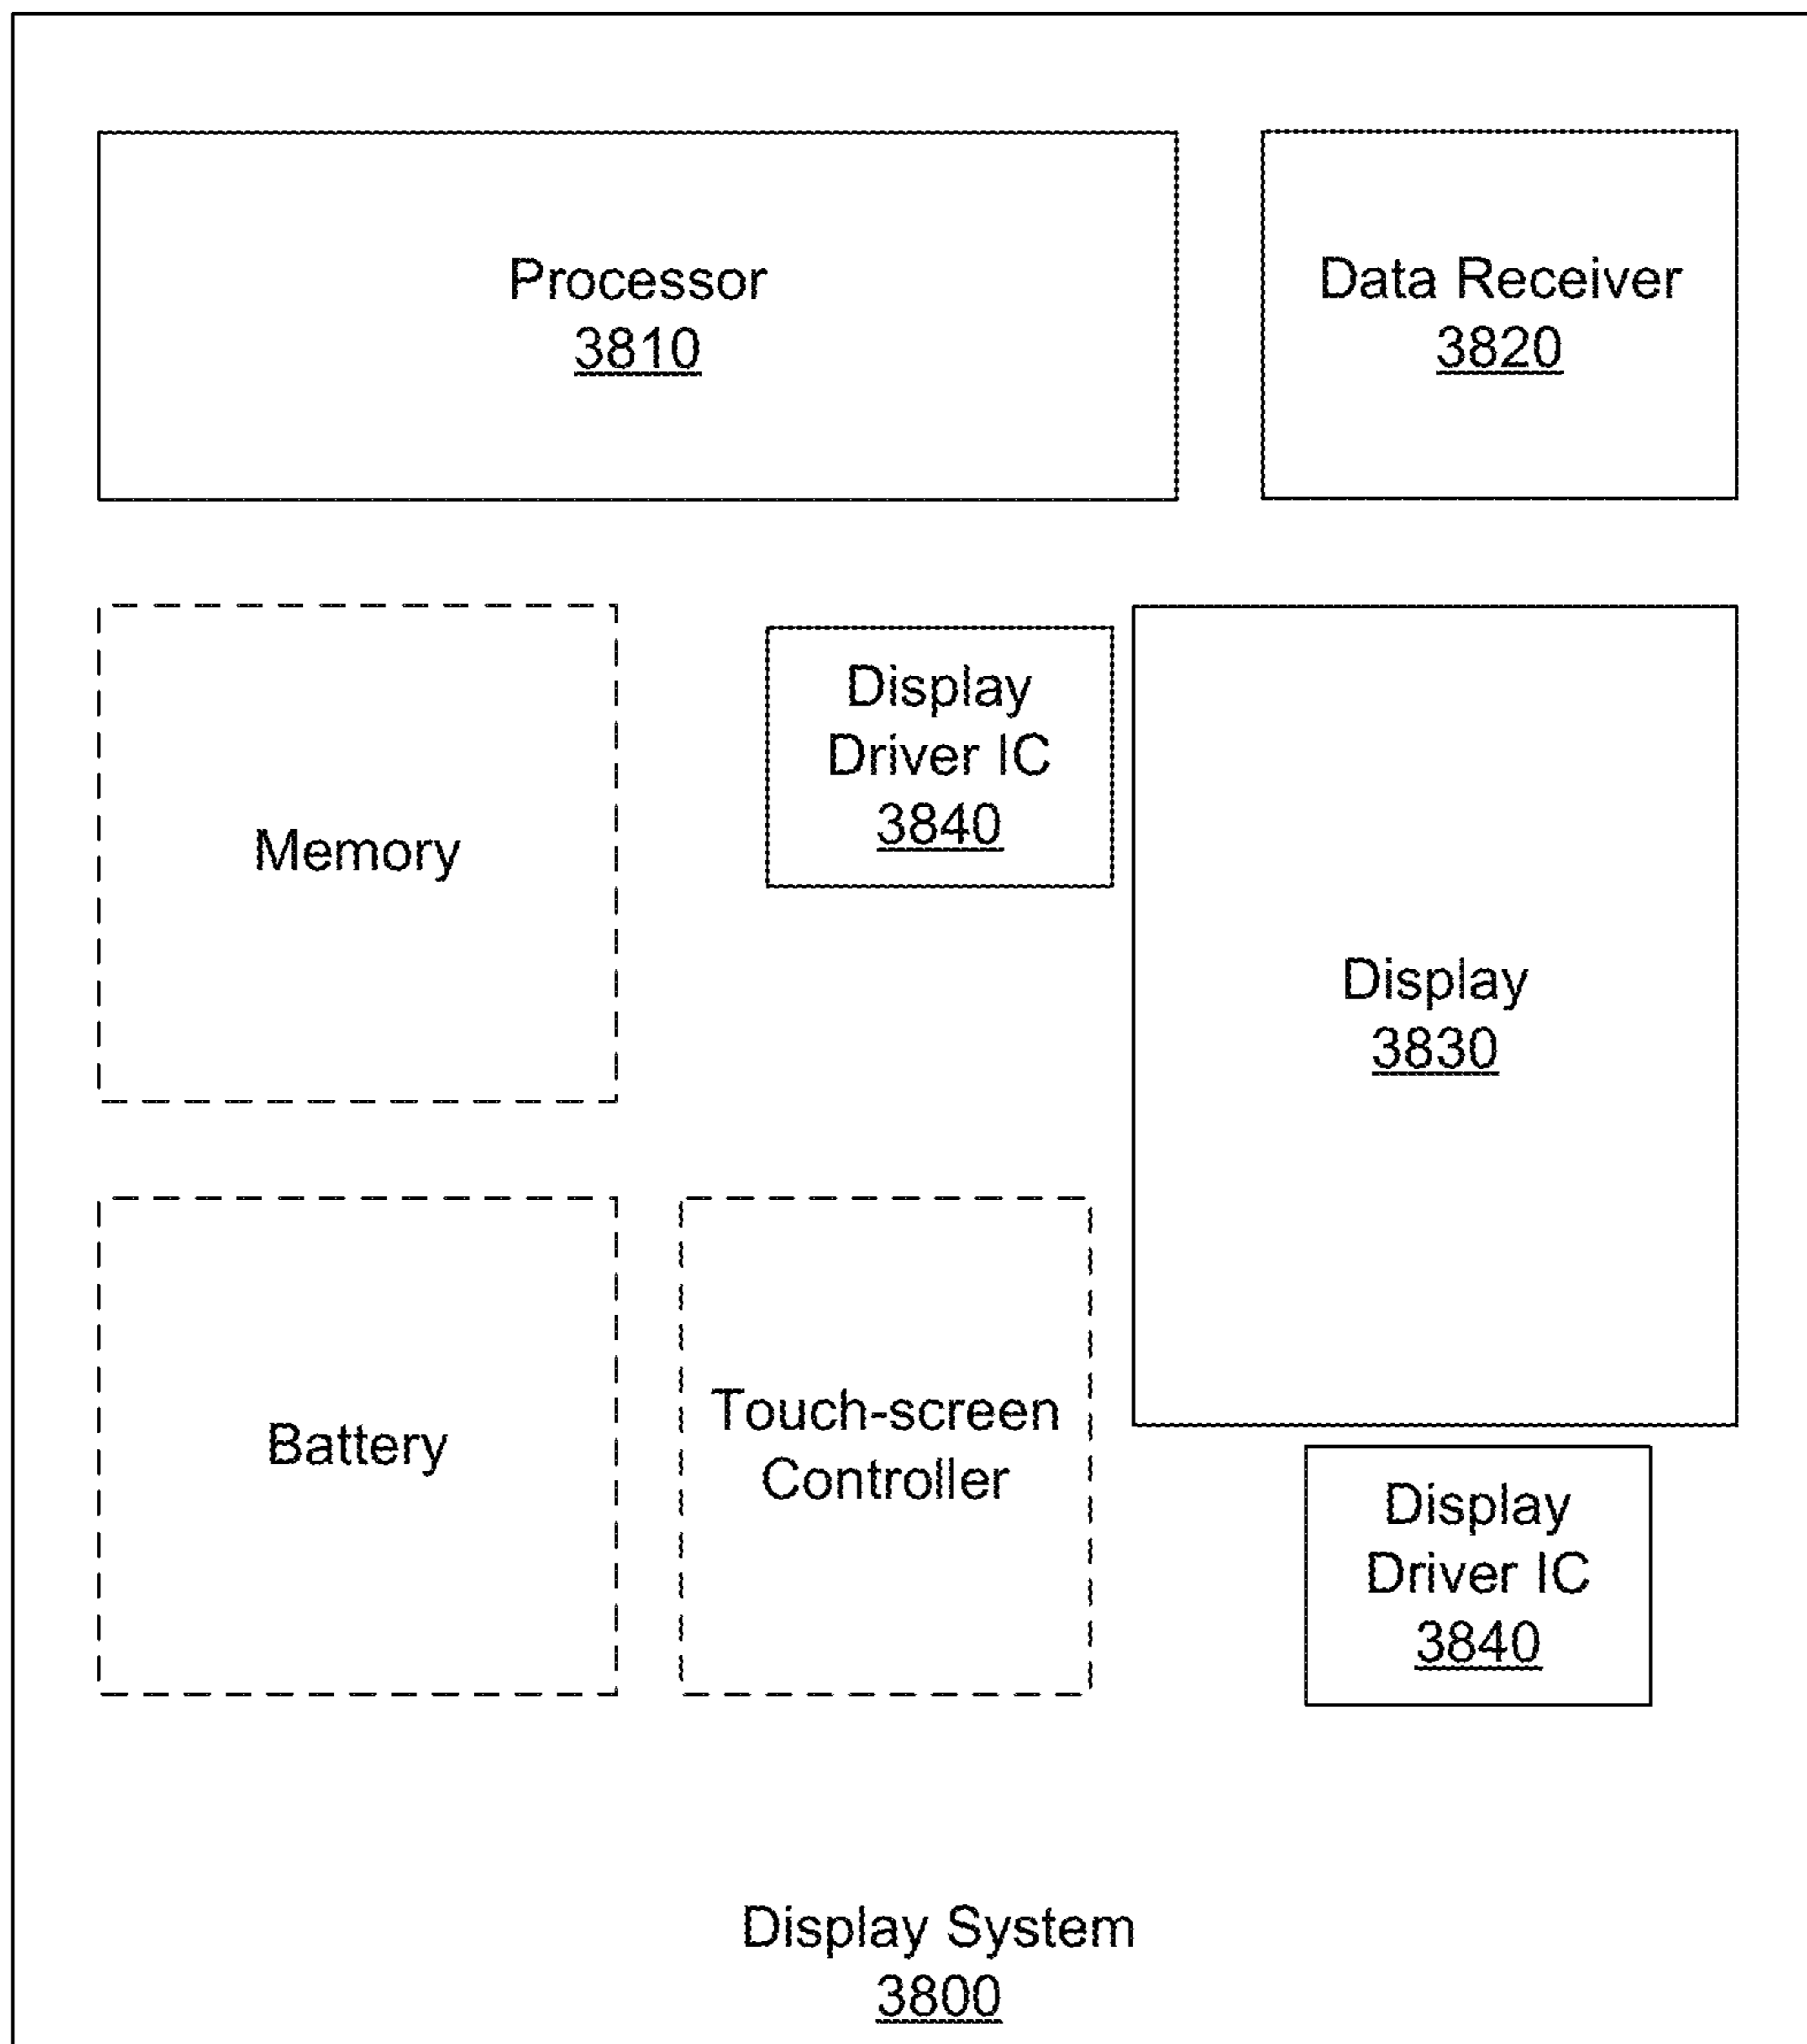 Processor
3810
Data Receiver
3820
Memory
Display
Driver IC
3840
Display
3830
Battery
Touch-screen
Controller
Display
Driver IC
3840
Display System
3800